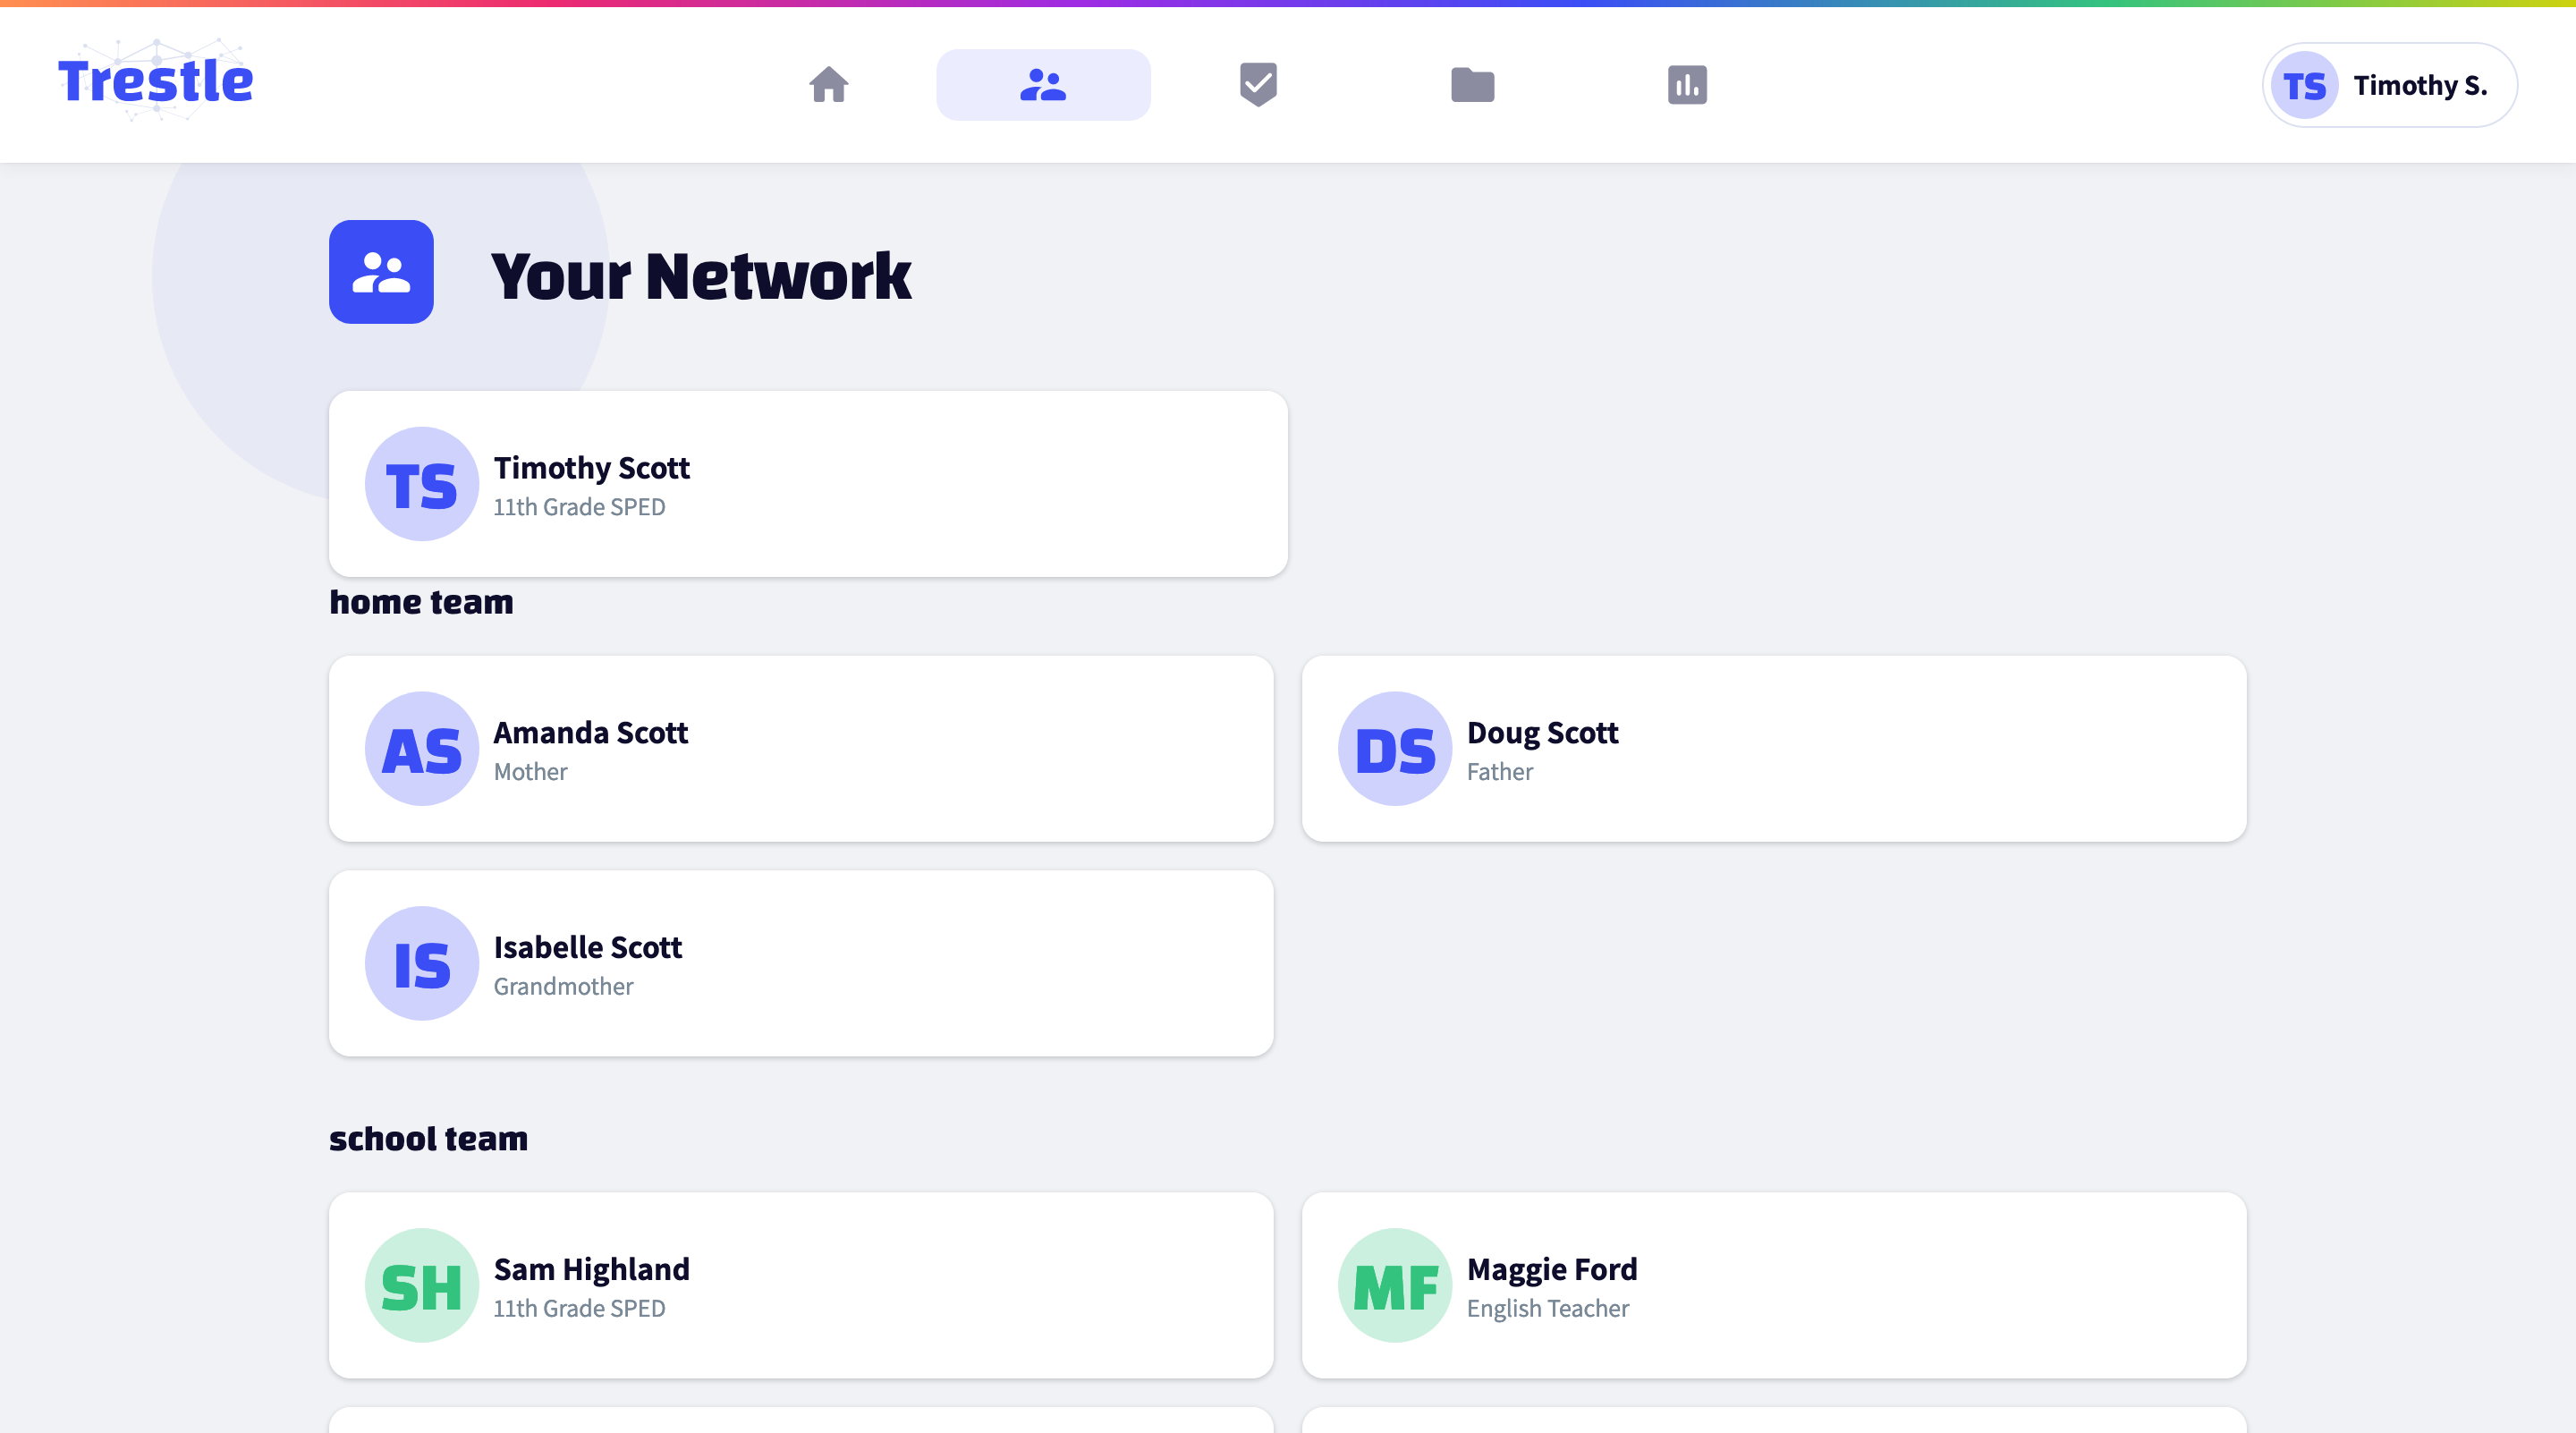 Trestle
TS Timothy S.
Your Network
TS
Timothy Scott
11th Grade SPED
home team
AS
Amanda Scott
Mother
DS
Doug Scott
Father
IS
Isabelle Scott
Grandmother
school team
SH
Sam Highland
11th Grade SPED
MF
Maggie Ford
English Teacher